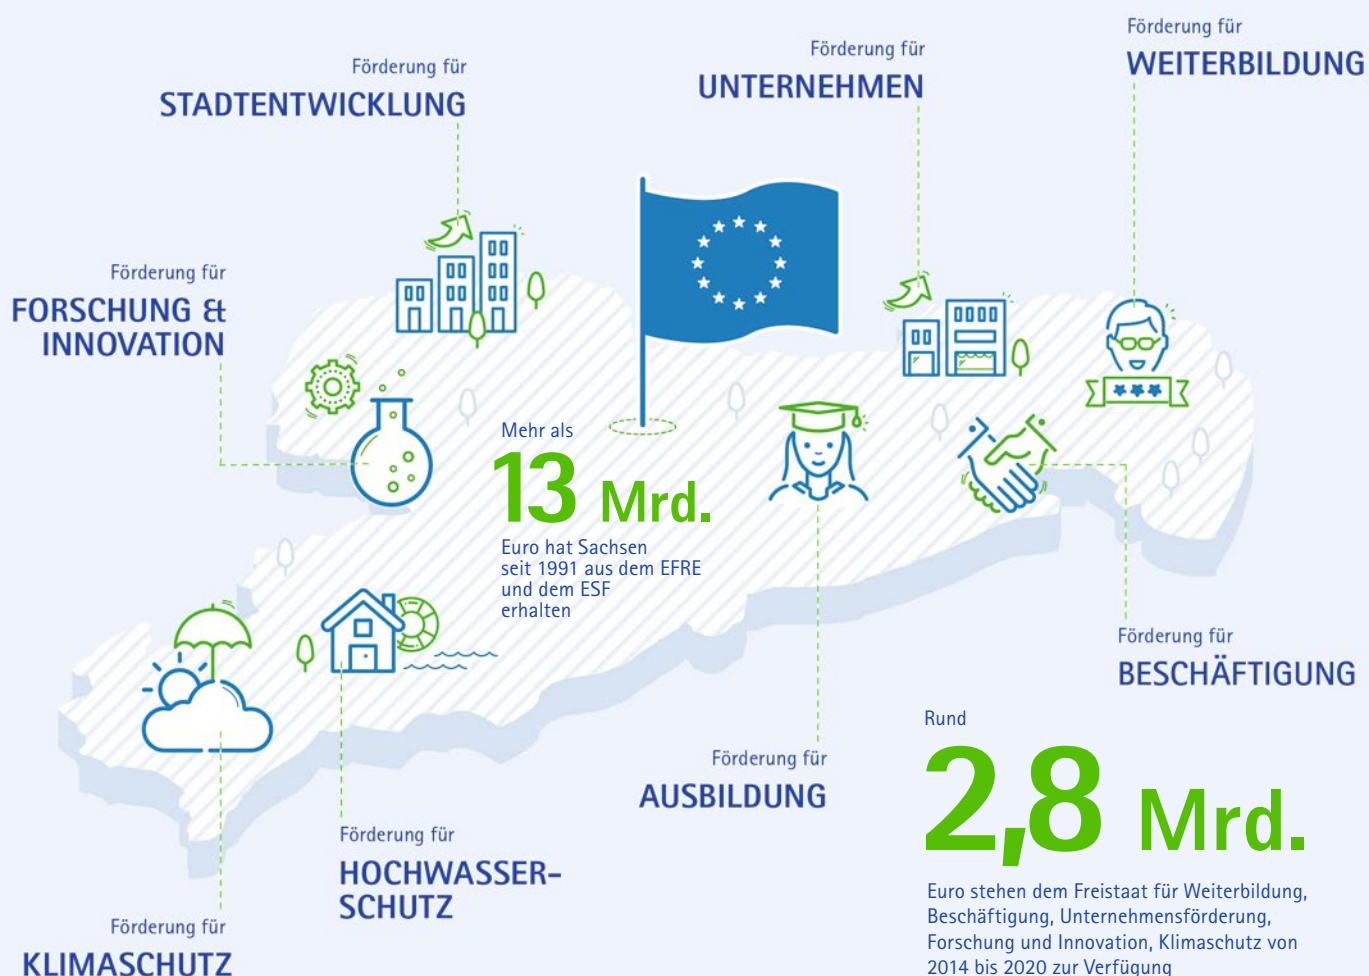 Förderung für
STADTENTWICKLUNG
Förderung für
UNTERNEHMEN
Förderung für
WEITERBILDUNG
Förderung für
FORSCHUNG &
INNOVATION
Mehr als
13 Mrd.
Euro hat Sachsen
seit 1991 aus dem EFRE
und dem ESF
erhalten
Förderung für
BESCHÄFTIGUNG
Förderung für
AUSBILDUNG
Rund
2,8 Mrd.
Euro stehen dem Freistaat für Weiterbildung,
Beschäftigung, Unternehmensförderung,
Forschung und Innovation, Klimaschutz von
2014 bis 2020 zur Verfügung
Förderung für
HOCHWASSER-
SCHUTZ
Förderung für
KLIMASCHUTZ